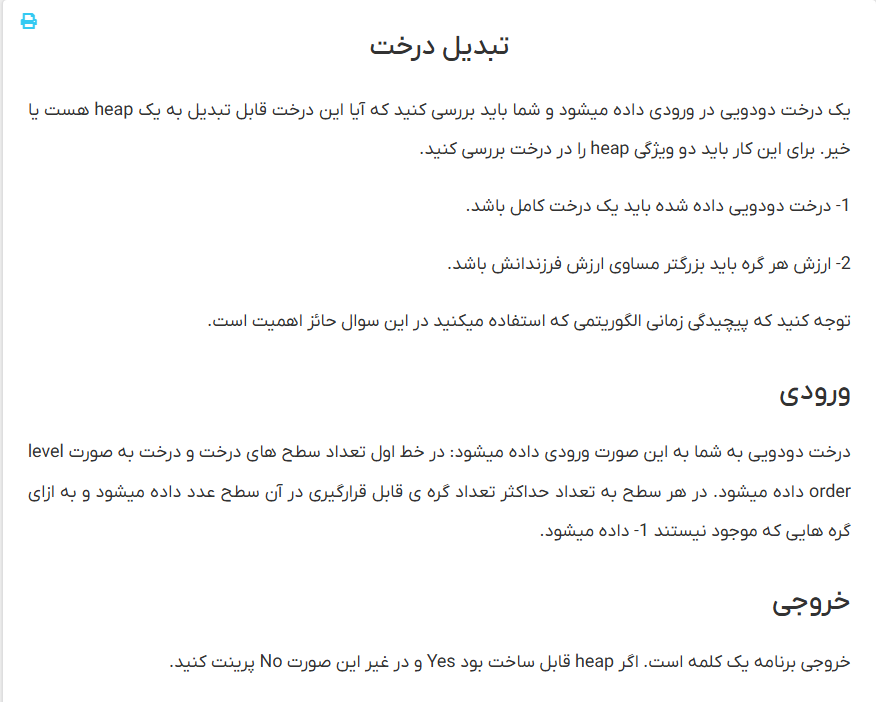 تبدیل درخت
یک درخت دودویی در ورودی داده میشود و شما باید بررسی کنید که آیا این درخت قابل تبدیل به یک heap هست یا
خیر. برای این کار باید دو ویژگی heap را در درخت بررسی کنید.
1- درخت دودویی داده شده باید یک درخت کامل باشد.
2- ارزش هر گره باید بزرگتر مساوی ارزش فرزندانش باشد.
توجه کنید که پیچیدگی زمانی الگوریتمی که استفاده میکنید در این سوال حائز اهمیت است.
ورودی
درخت دودویی به شما به این صورت ورودی داده میشود: در خط اول تعداد سطح های درخت و درخت به صورت level
order داده میشود. در هر سطح به تعداد حداکثر تعداد گره ی قابل قرارگیری در آن سطح عدد داده میشود و به ازای
گره هایی که موجود نیستند 1- داده میشود.
خروجی
خروجی برنامه یک کلمه است. اگر heap قابل ساخت بود Yes و در غیر این صورت No پرینت کنید.